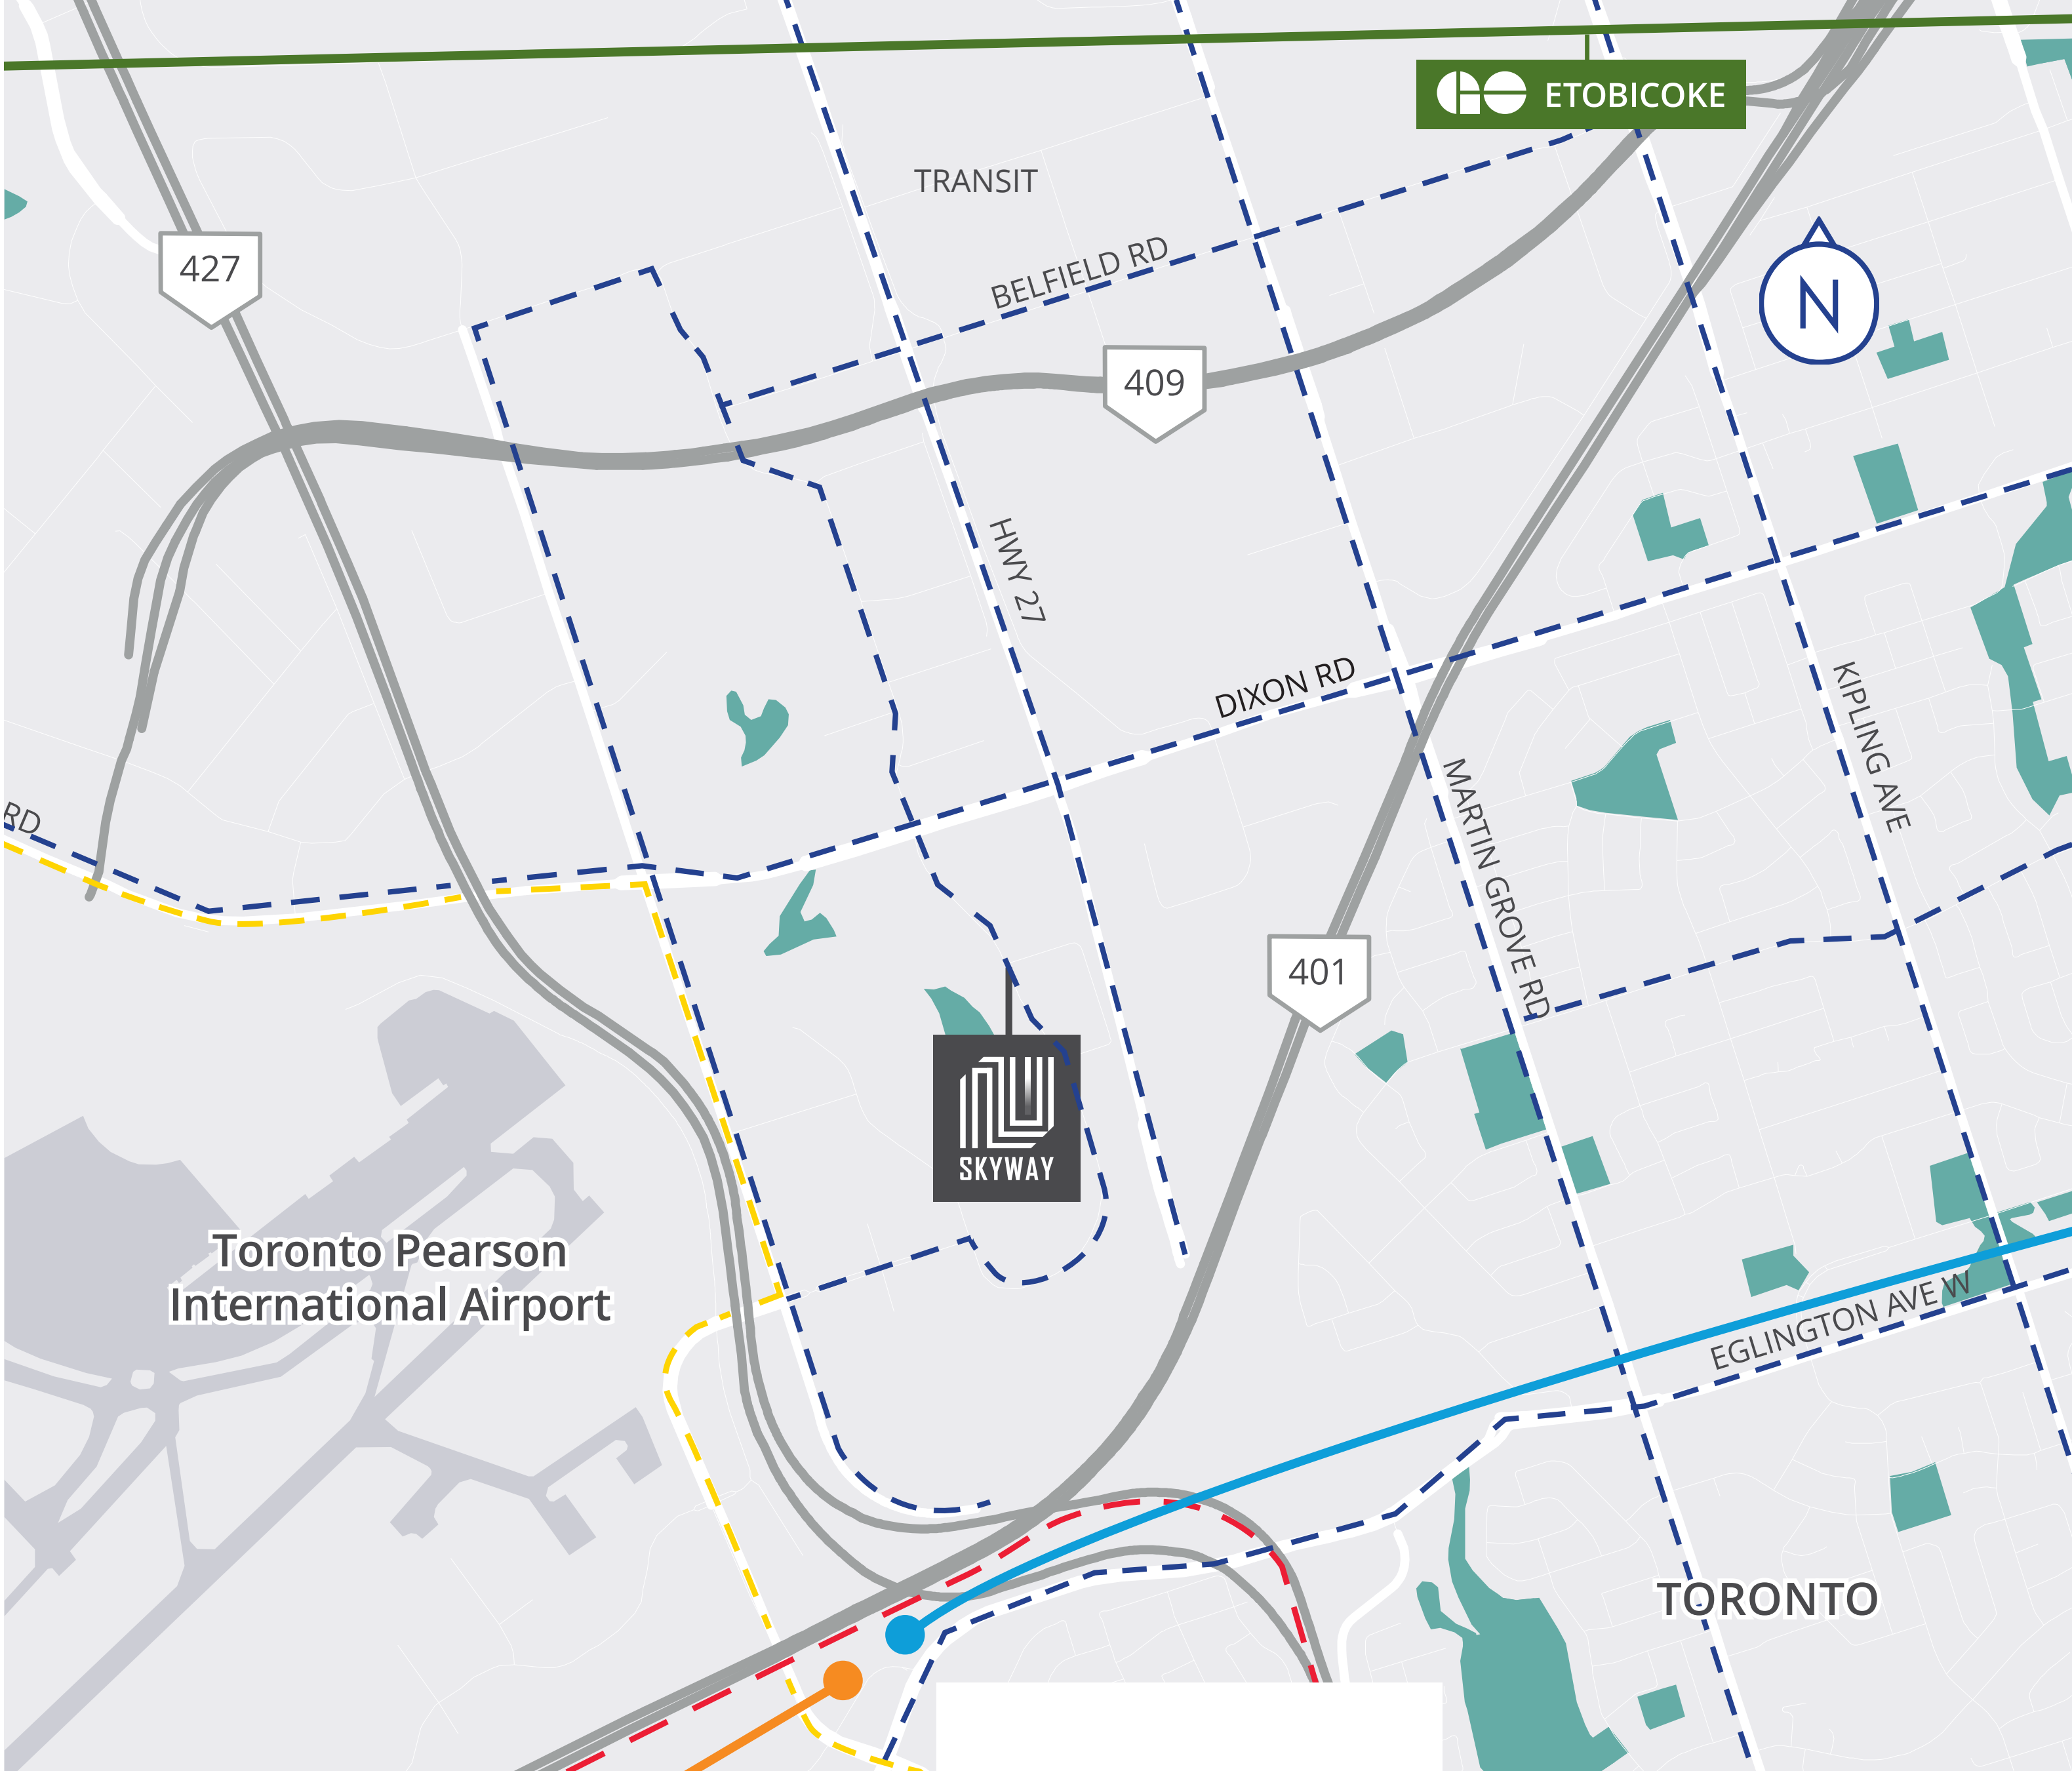 GO ETOBICOKE
TRANSIT
427
BELFIELD RD
N
409
HWY 27
DIXON RD
KIPLING AVE
MARTIN GROVE RD
RD
401
SKYWAY
Toronto Pearson
International Airport
EGLINGTON AVE W
TORONTO